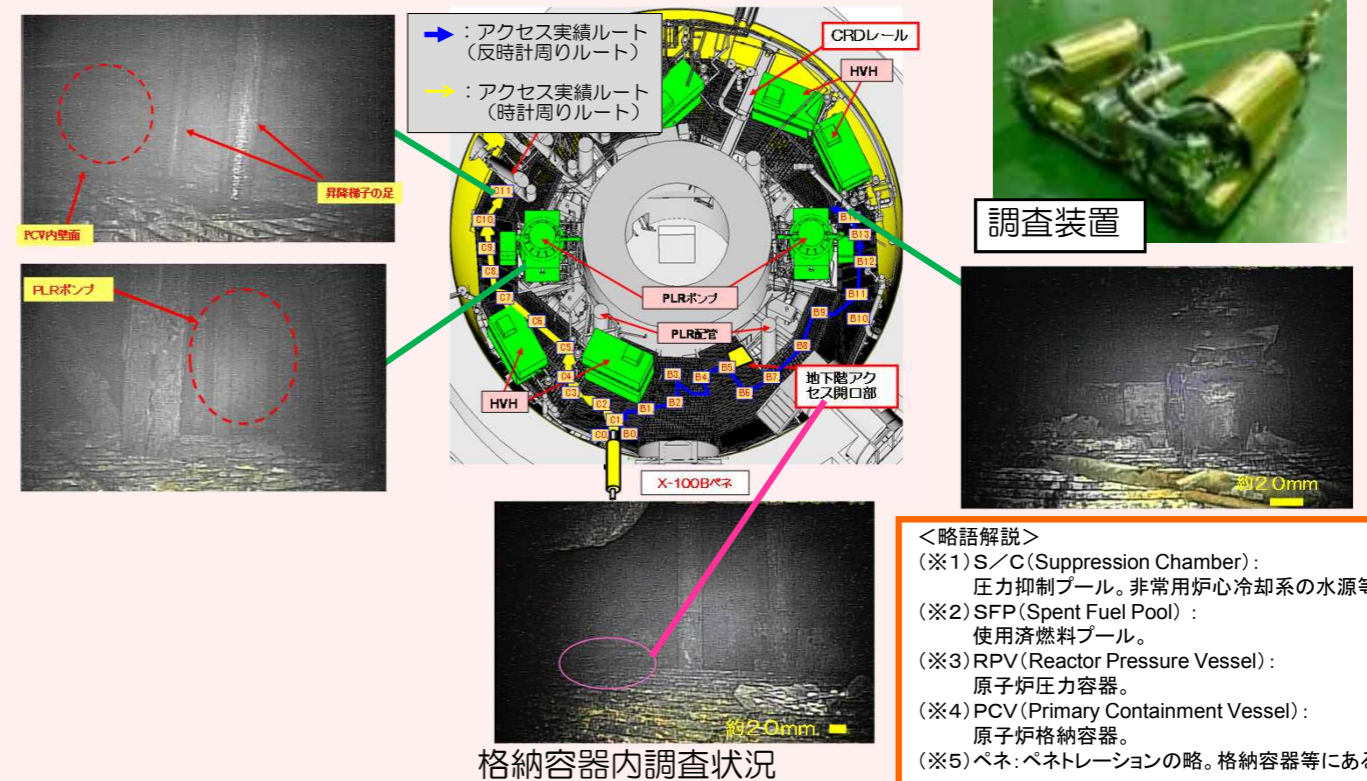 ：アクセス実績ルート
（反時計周りルート）
：アクセス実績ルート
（時計周りルート）
CRDレール
HVH
昇降梯子の足
PCV内壁面
調査装置
C11
C10
C9
C8
C7
C6
C5
C4
C3
C2
C1
C0
B0
B1
B2
B3
B4
B5
B6
B7
B8
B9
B10
B11
B12
B13
PLRポンプ
PLRポンプ
PLR配管
地下階アク
セス開口部
HVH
X-100Bペネ
約20mm
約20mm
格納容器内調査状況
＜略語解説＞
（※1）S／C（Suppression Chamber）：
圧力抑制プール。非常用炉心冷却系の水源等
（※2）SFP（Spent Fuel Pool）：
使用済燃料プール。
（※3）RPV（Reactor Pressure Vessel）：
原子炉圧力容器。
（※4）PCV（Primary Containment Vessel）：
原子炉格納容器。
（※5）ペネ：ペネトレーションの略。格納容器等にあ